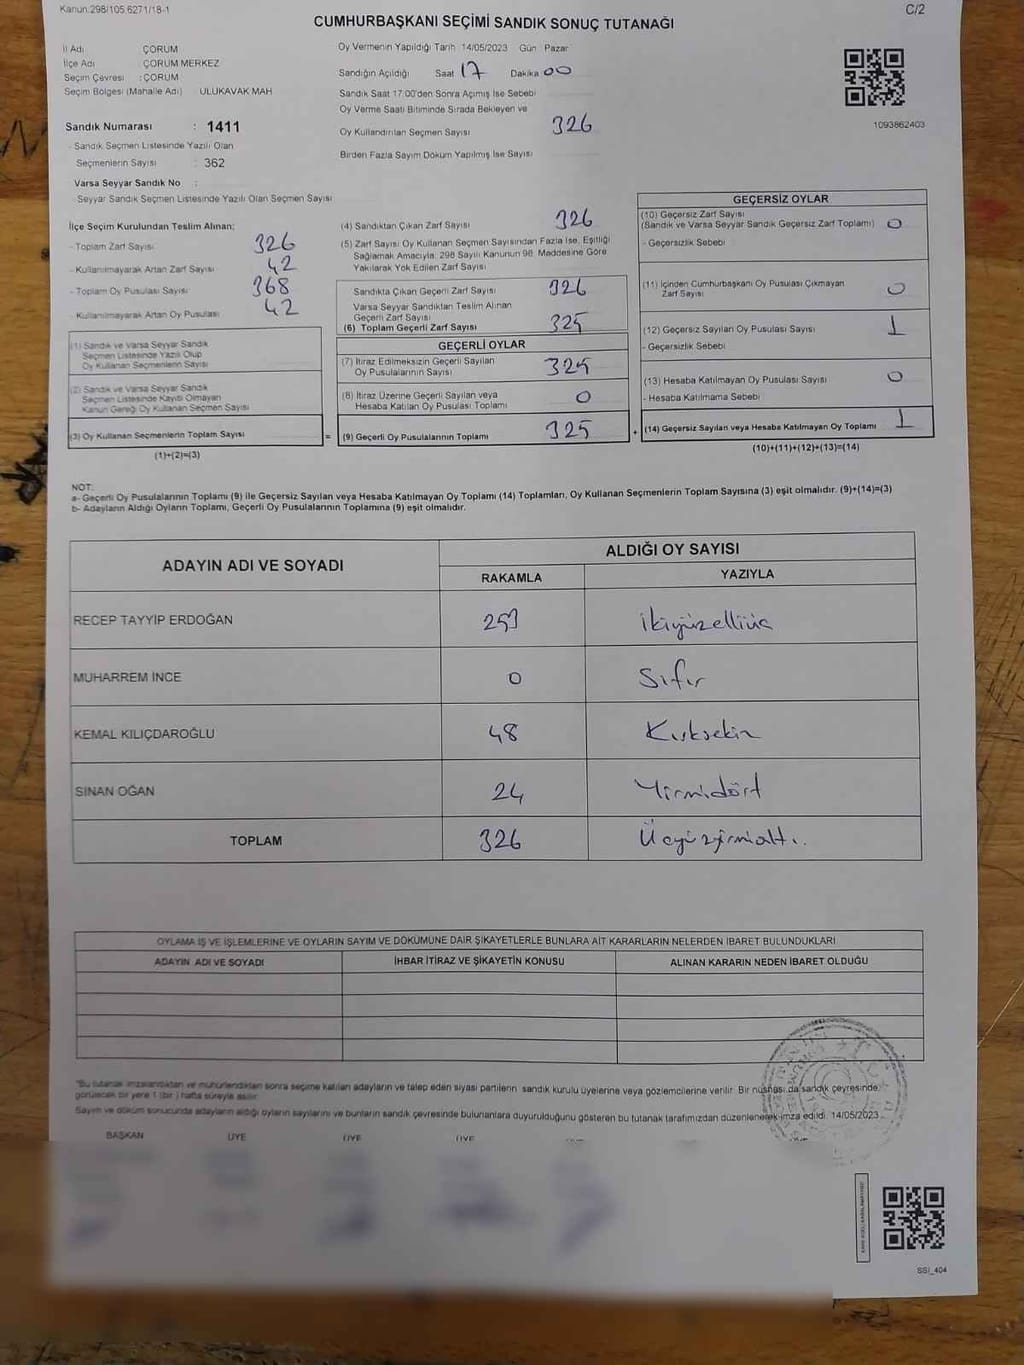 Kanun:298/105 6271/18-1
C/2
CUMHURBAŞKANI SEÇİMİ SANDIK SONUÇ TUTANAĞI
İl Adı ÇORUM
İlçe Adı ÇORUM MERKEZ
Seçim Çevresi : ÇORUM
Seçim Bölgesi (Mahalle Adı) ULUKAVAK MAH
Sandık Numarası : 1411
- Sandık Seçmen Listesinde Yazılı Olan
Seçmenlerin Sayısı : 362
Varsa Seyyar Sandık No :
- Seyyar Sandık Seçmen Listesinde Yazılı Olan Seçmen Sayısı
Oy Vermenin Yapıldığı Tarih 14/05/2023 Gün Pazar
Sandığın Açıldığı Saat 17 Dakika 00
Sandık Saat 17:00'den Sonra Açımış İse Sebebi
Oy Verme Saati Bitiminde Sırada Bekleyen ve
Oy Kullandırılan Seçmen Sayısı 326
Birden Fazla Sayım Döküm Yapılmış İse Sayısı
1093862403
İlçe Seçim Kurulundan Teslim Alınan;
- Toplam Zarf Sayısı 326
- Kullanılmayarak Artan Zarf Sayısı 42
- Toplam Oy Pusulası Sayısı 368
- Kullanılmayarak Artan Oy Pusulası 42
(1) Sandık ve Varsa Seyyar Sandık
Seçmen Listesinde Yazılı Olup
Oy Kullanan Seçmenlerin Sayısı
(2) Sandık ve Varsa Seyyar Sandık
Seçmen Listesinde Kaydı Olmayan
Kanun Gereği Oy Kullanan Seçmen Sayısı
(3) Oy Kullanan Seçmenlerin Toplam Sayısı
(1)+(2)=(3)
=
(4) Sandıktan Çıkan Zarf Sayısı 326
(5) Zarf Sayısı Oy Kullanan Seçmen Sayısından Fazla İse, Eşitliği
Sağlamak Amacıyla; 298 Sayılı Kanunun 98. Maddesine Göre
Yakılarak Yok Edilen Zarf Sayısı
Sandıkta Çıkan Geçerli Zarf Sayısı 326
Varsa Seyyar Sandıktan Teslim Alınan
Geçerli Zarf Sayısı
(6) Toplam Geçerli Zarf Sayısı 325
GEÇERLİ OYLAR
(7) İtiraz Edilmeksizin Geçerli Sayılan
Oy Pusulalarının Sayısı 325
(8) İtiraz Üzerine Geçerli Sayılan veya
Hesaba Katılan Oy Pusulası Toplamı 0
(9) Geçerli Oy Pusulalarının Toplamı 325
+
GEÇERSİZ OYLAR
(10) Geçersiz Zarf Sayısı
(Sandık ve Varsa Seyyar Sandık Geçersiz Zarf Toplamı) 0
- Geçersizlik Sebebi
(11) İçinden Cumhurbaşkanı Oy Pusulası Çıkmayan
Zarf Sayısı 0
(12) Geçersiz Sayılan Oy Pusulası Sayısı 1
- Geçersizlik Sebebi
(13) Hesaba Katılmayan Oy Pusulası Sayısı 0
- Hesaba Katılmama Sebebi
(14) Geçersiz Sayılan veya Hesaba Katılmayan Oy Toplamı 1
(10)+(11)+(12)+(13)=(14)
NOT:
a- Geçerli Oy Pusulalarının Toplamı (9) ile Geçersiz Sayılan veya Hesaba Katılmayan Oy Toplamı (14) Toplamları, Oy Kullanan Seçmenlerin Toplam Sayısına (3) eşit olmalıdır. (9)+(14)=(3)
b- Adayların Aldığı Oyların Toplamı, Geçerli Oy Pusulalarının Toplamına (9) eşit olmalıdır.
ADAYIN ADI VE SOYADI
ALDIĞI OY SAYISI
RAKAMLA YAZIYLA
RECEP TAYYİP ERDOĞAN 253 ikiyüzelliüç
MUHARREM İNCE 0 Sıfır
KEMAL KILIÇDAROĞLU 48 Kırksekiz
SİNAN OĞAN 24 Yirmidört
TOPLAM 326 Üçyüzyirmialtı.
OYLAMA İŞ VE İŞLEMLERİNE VE OYLARIN SAYIM VE DÖKÜMÜNE DAİR ŞİKAYETLERLE BUNLARA AİT KARARLARIN NELERDEN İBARET BULUNDUKLARI
ADAYIN ADI VE SOYADI İHBAR İTİRAZ VE ŞİKAYETİN KONUSU ALINAN KARARIN NEDEN İBARET OLDUĞU
"Bu tutanak imzalandıktan ve mühürlendikten sonra seçime katılan adayların ve talep eden siyasi partilerin sandık kurulu üyelerine veya gözlemcilerine verilir. Bir nüshası da sandık çevresinde,
görülecek bir yere 1 (bir ) hafta süreyle asılır.
Sayım ve döküm sonucunda adayların aldığı oyların sayılarını ve bunların sandık çevresinde bulunanlara duyurulduğunu gösteren bu tutanak tarafımızdan düzenlenerek imza edildi. 14/05/2023
BAŞKAN ÜYE ÜYE ÜYE
SSI_404